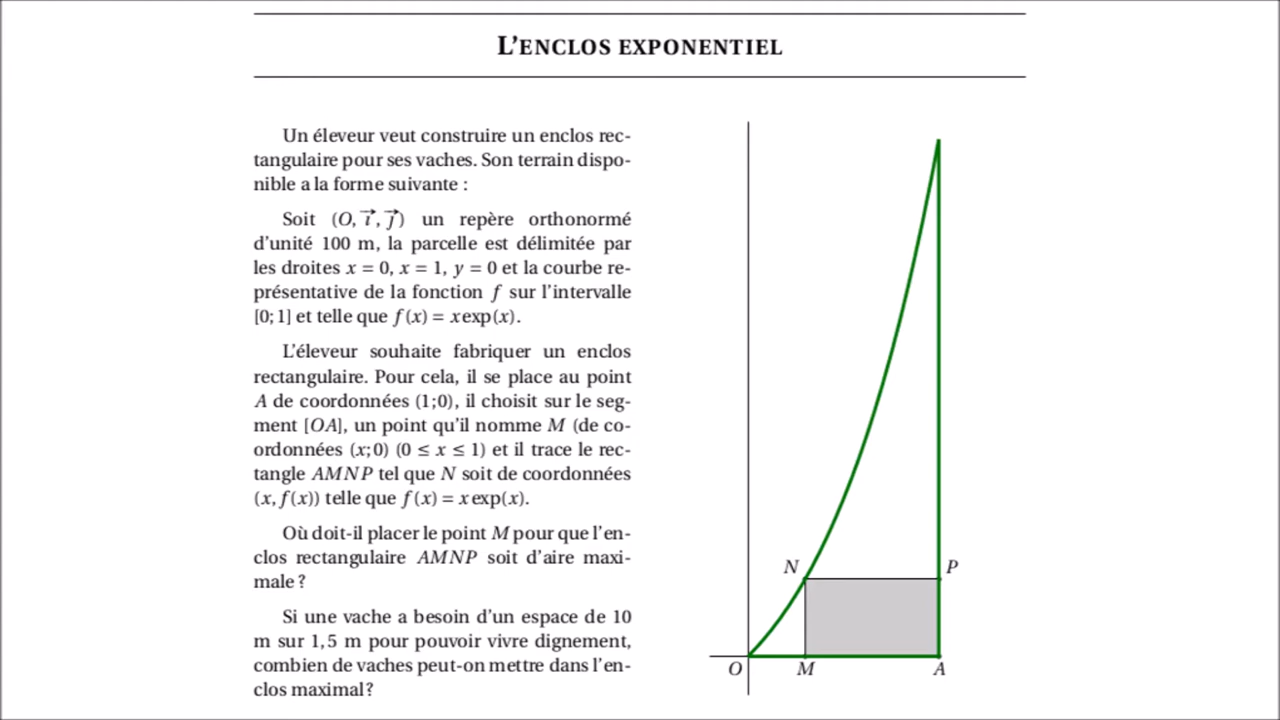 L'ENCLOS EXPONENTIEL
Un éleveur veut construire un enclos rec-
tangulaire pour ses vaches. Son terrain dispo-
nible a la forme suivante :
Soit (O, i⃗, j⃗) un repère orthonormé
d'unité 100 m, la parcelle est délimitée par
les droites x = 0, x = 1, y = 0 et la courbe re-
présentative de la fonction f sur l'intervalle
[0; 1] et telle que f(x) = x exp(x).
L'éleveur souhaite fabriquer un enclos
rectangulaire. Pour cela, il se place au point
A de coordonnées (1;0), il choisit sur le seg-
ment [OA], un point qu'il nomme M (de co-
ordonnées (x;0) (0 ≤ x ≤ 1) et il trace le rec-
tangle AMNP tel que N soit de coordonnées
(x, f(x)) telle que f(x) = x exp(x).
Où doit-il placer le point M pour que l'en-
clos rectangulaire AMNP soit d'aire maxi-
male ?
Si une vache a besoin d'un espace de 10
m sur 1,5 m pour pouvoir vivre dignement,
combien de vaches peut-on mettre dans l'en-
clos maximal ?
N P
O M A